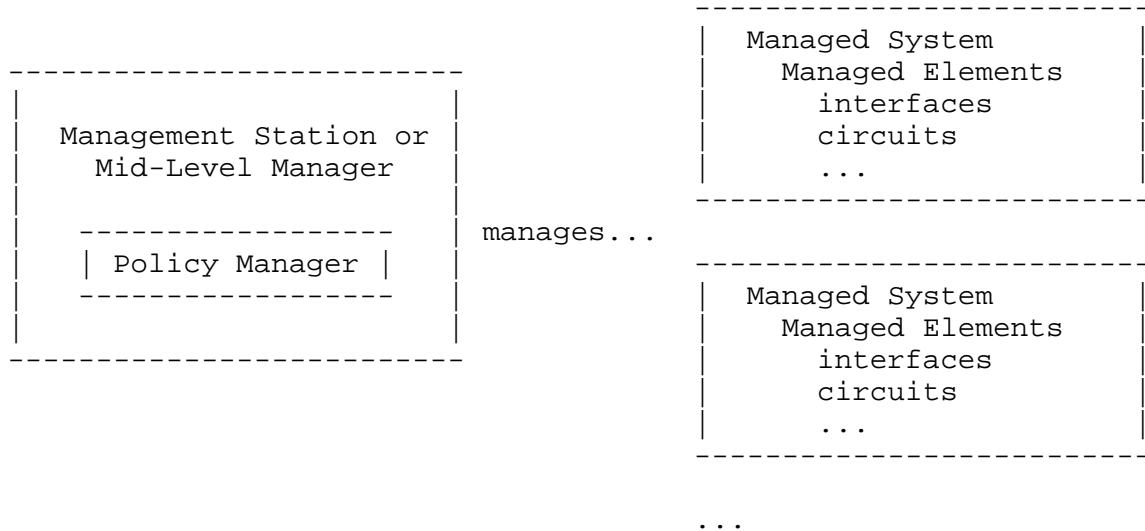 Management Station or
Mid-Level Manager
Policy Manager
manages...
Managed System
Managed Elements
interfaces
circuits
...
Managed System
Managed Elements
interfaces
circuits
...
...